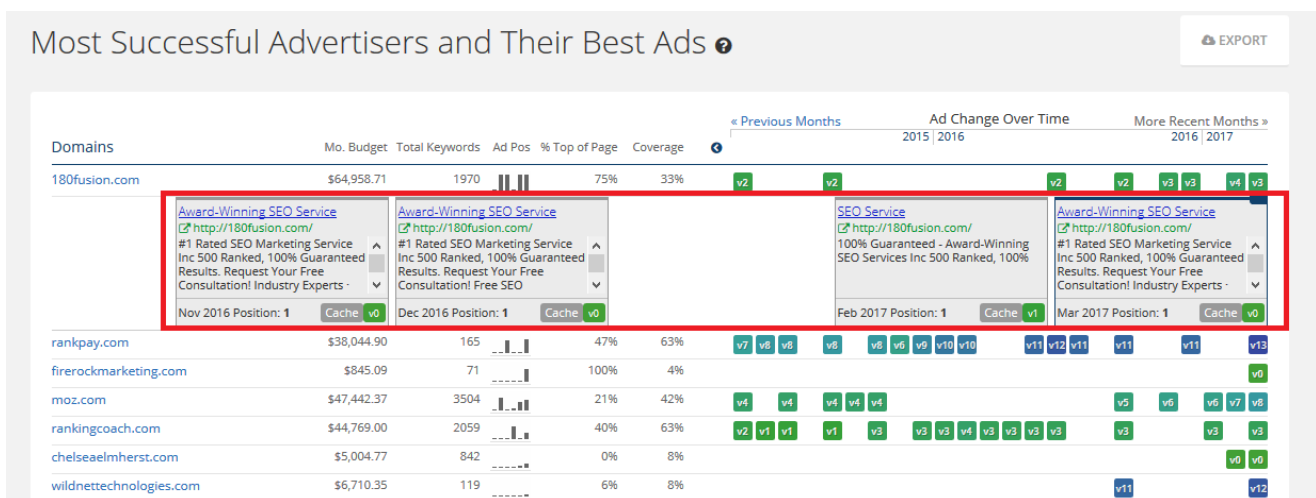 Most Successful Advertisers and Their Best Ads ?
EXPORT
« Previous Months Ad Change Over Time More Recent Months »
2015 | 2016 2016 | 2017
Domains Mo. Budget Total Keywords Ad Pos % Top of Page Coverage
180fusion.com $64,958.71 1970 75% 33% v2 v2 v2 v2 v3 v3 v4 v3
Award-Winning SEO Service
http://180fusion.com/
#1 Rated SEO Marketing Service
Inc 500 Ranked, 100% Guaranteed
Results. Request Your Free
Consultation! Industry Experts ·
Nov 2016 Position: 1 Cache v0
Award-Winning SEO Service
http://180fusion.com/
#1 Rated SEO Marketing Service
Inc 500 Ranked, 100% Guaranteed
Results. Request Your Free
Consultation! Free SEO
Dec 2016 Position: 1 Cache v0
SEO Service
http://180fusion.com/
100% Guaranteed - Award-Winning
SEO Services Inc 500 Ranked, 100%
Feb 2017 Position: 1 Cache v1
Award-Winning SEO Service
http://180fusion.com/
#1 Rated SEO Marketing Service
Inc 500 Ranked, 100% Guaranteed
Results. Request Your Free
Consultation! Industry Experts ·
Mar 2017 Position: 1 Cache v0
rankpay.com $38,044.90 165 47% 63% v7 v8 v8 v8 v8 v6 v9 v10 v10 v11 v12 v11 v11 v11 v13
firerockmarketing.com $845.09 71 100% 4% v0
moz.com $47,442.37 3504 21% 42% v4 v4 v4 v4 v4 v5 v6 v6 v7 v8
rankingcoach.com $44,769.00 2059 40% 63% v2 v1 v1 v1 v3 v3 v3 v4 v3 v3 v3 v3 v3 v3 v3
chelseaelmherst.com $5,004.77 842 0% 8% v0 v0
wildnettechnologies.com $6,710.35 119 6% 8% v11 v12